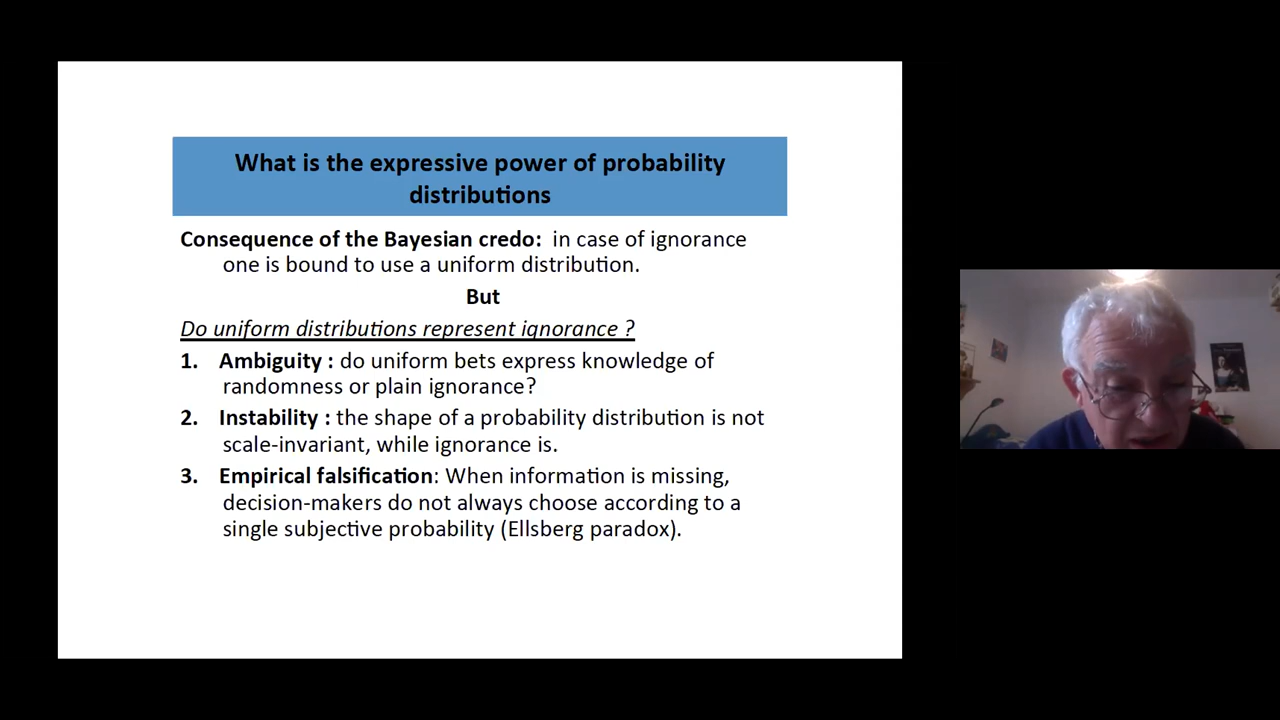 What is the expressive power of probability
distributions
Consequence of the Bayesian credo: in case of ignorance
one is bound to use a uniform distribution.
But
Do uniform distributions represent ignorance ?
1. Ambiguity : do uniform bets express knowledge of
randomness or plain ignorance?
2. Instability : the shape of a probability distribution is not
scale-invariant, while ignorance is.
3. Empirical falsification: When information is missing,
decision-makers do not always choose according to a
single subjective probability (Ellsberg paradox).